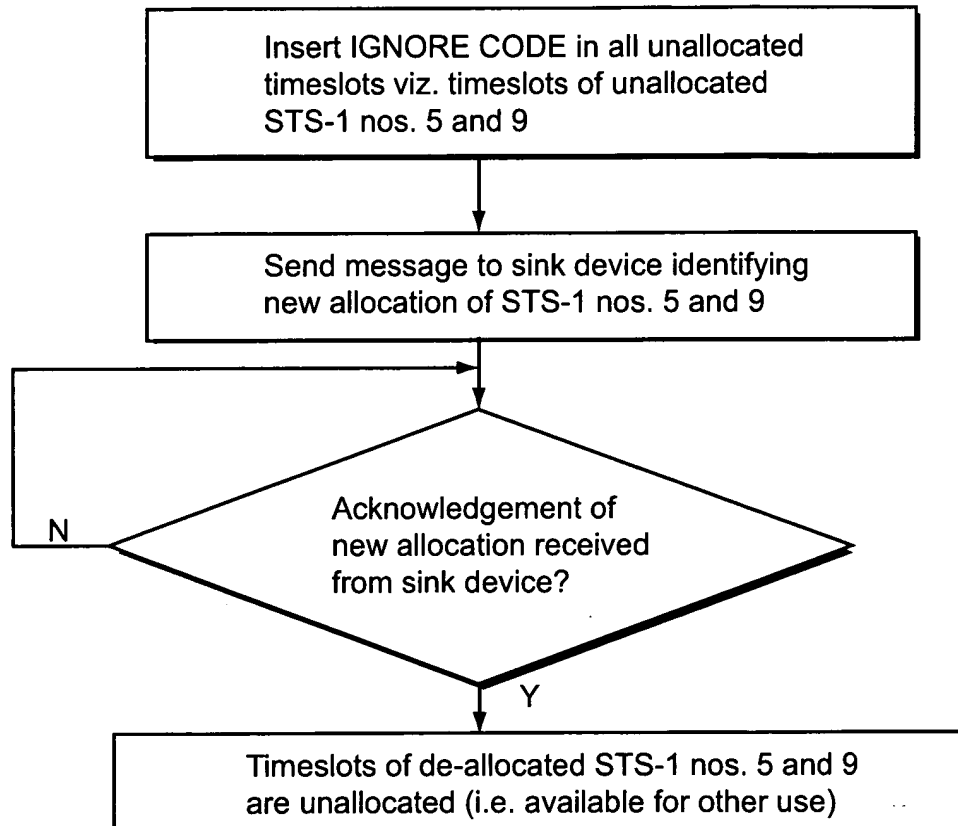 Insert IGNORE CODE in all unallocated
timeslots viz. timeslots of unallocated
STS-1 nos. 5 and 9
Send message to sink device identifying
new allocation of STS-1 nos. 5 and 9
Acknowledgement of
new allocation received
from sink device?
N
Y
Timeslots of de-allocated STS-1 nos. 5 and 9
are unallocated (i.e. available for other use)